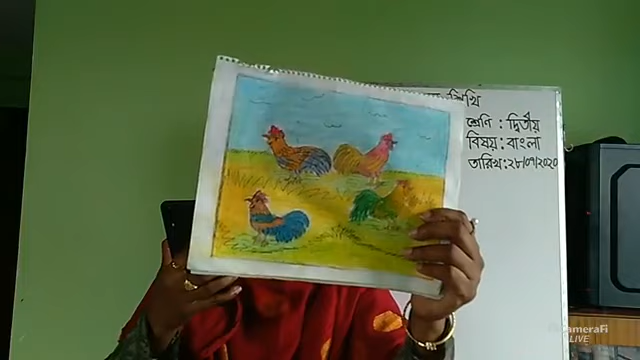 শ্রেণি : দ্বিতীয়
বিষয় : বাংলা
তারিখ : ২৮/০৭/২০২০
CameraFi
LIVE